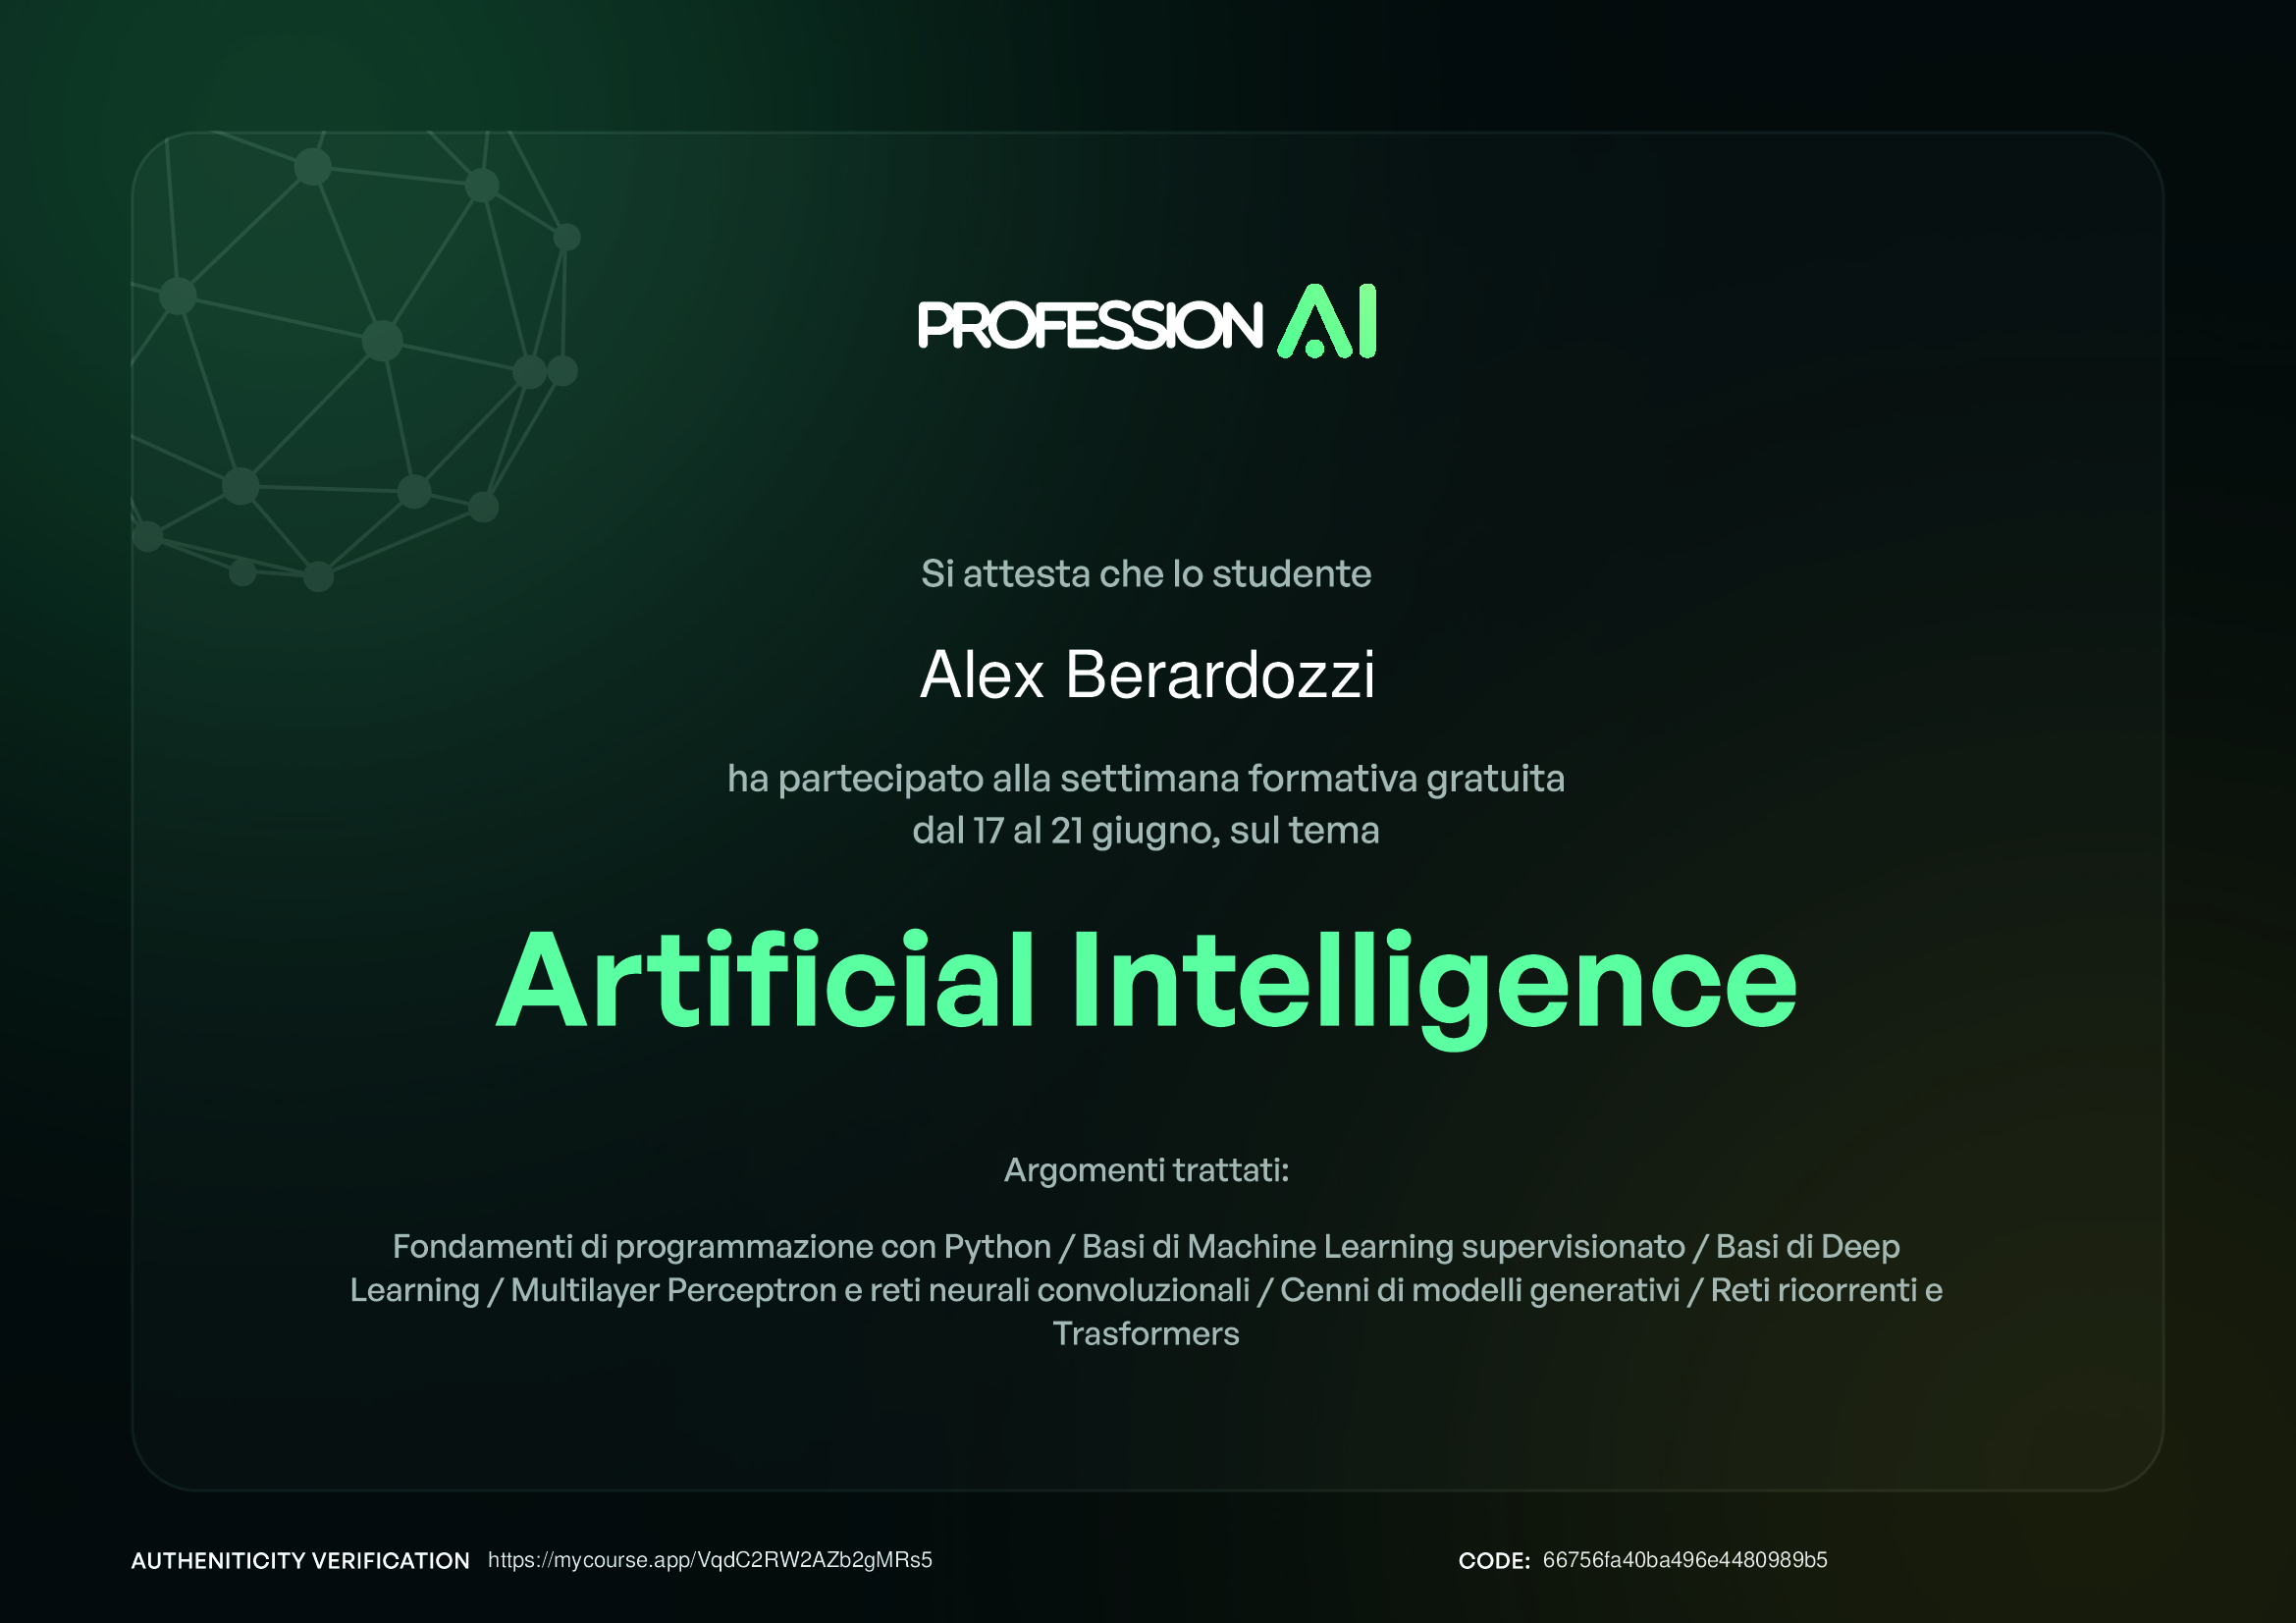 PROFESSION AI
Si attesta che lo studente
Alex Berardozzi
ha partecipato alla settimana formativa gratuita
dal 17 al 21 giugno, sul tema
Artificial Intelligence
Argomenti trattati:
Fondamenti di programmazione con Python / Basi di Machine Learning supervisionato / Basi di Deep
Learning / Multilayer Perceptron e reti neurali convoluzionali / Cenni di modelli generativi / Reti ricorrenti e
Trasformers
AUTHENITICITY VERIFICATION https://mycourse.app/VqdC2RW2AZb2gMRs5 CODE: 66756fa40ba496e4480989b5